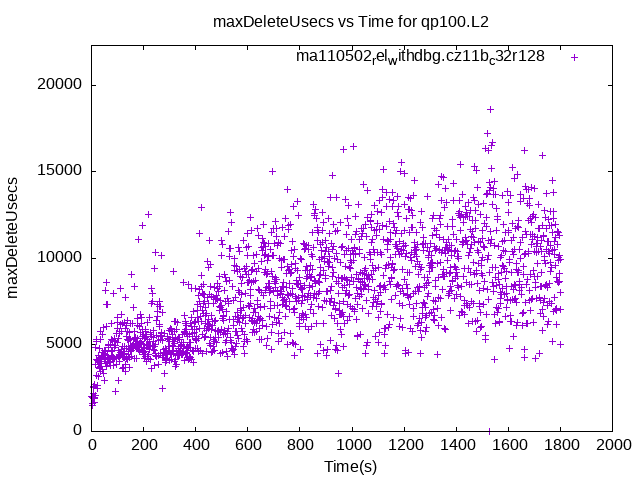 maxDeleteUsecs vs Time for qp100.L2
ma110502relwithdbg.cz11bc32r128
20000
15000
10000
5000
0
maxDeleteUsecs
0 200 400 600 800 1000 1200 1400 1600 1800 2000
Time(s)